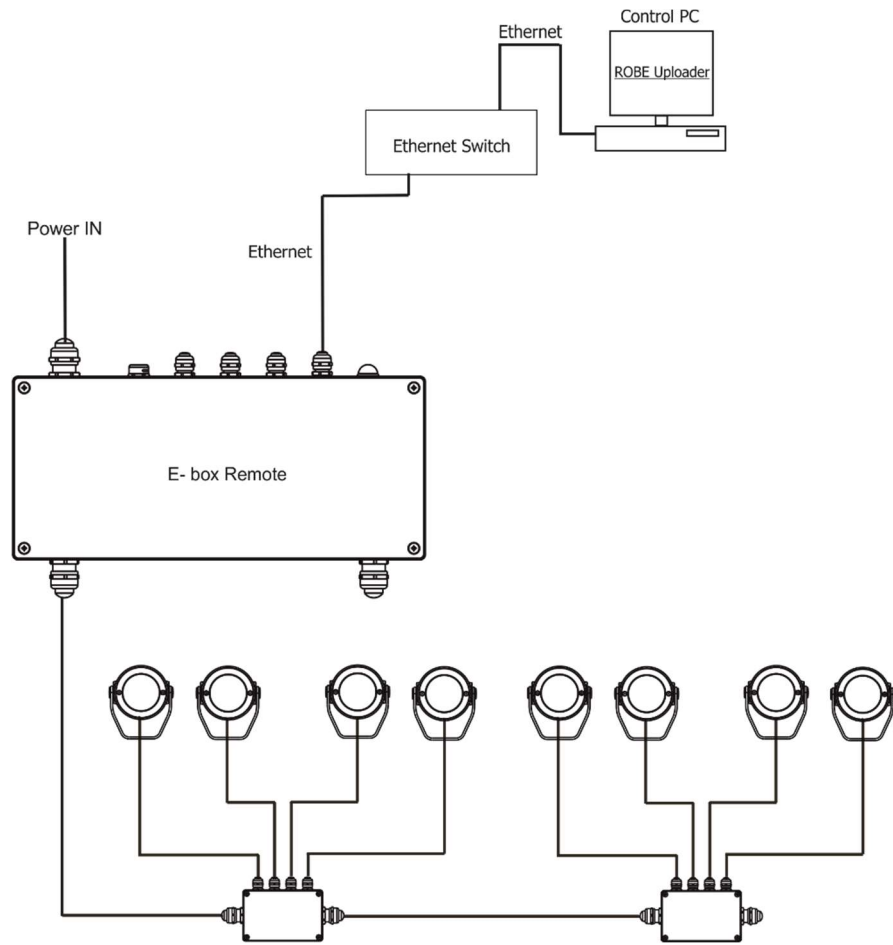 Control PC
Ethernet
ROBE Uploader
Ethernet Switch
Power IN
Ethernet
E- box Remote